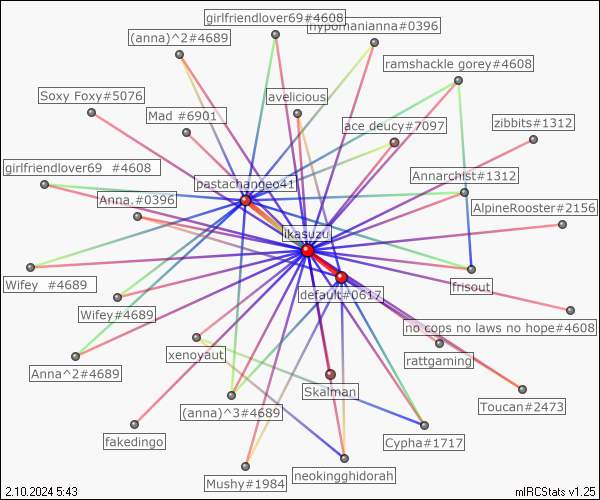 girlfriendlover69#4608
hypomanianna#0396
(anna)^2#4689
ramshackle gorey#4608
Soxy Foxy#5076
avelicious
Mad #6901
ace deucy#7097
zibbits#1312
girlfriendlover69 #4608
Annarchist#1312
pastachangeo41
Anna.#0396
AlpineRooster#2156
ikasuzu
Wifey #4689
frisout
default#0617
Wifey#4689
no cops no laws no hope#4608
xenoyaut
rattgaming
Anna^2#4689
Skalman
Toucan#2473
(anna)^3#4689
fakedingo
Cypha#1717
Mushy#1984
neokingghidorah
2.10.2024 5:43
mIRCStats v1.25